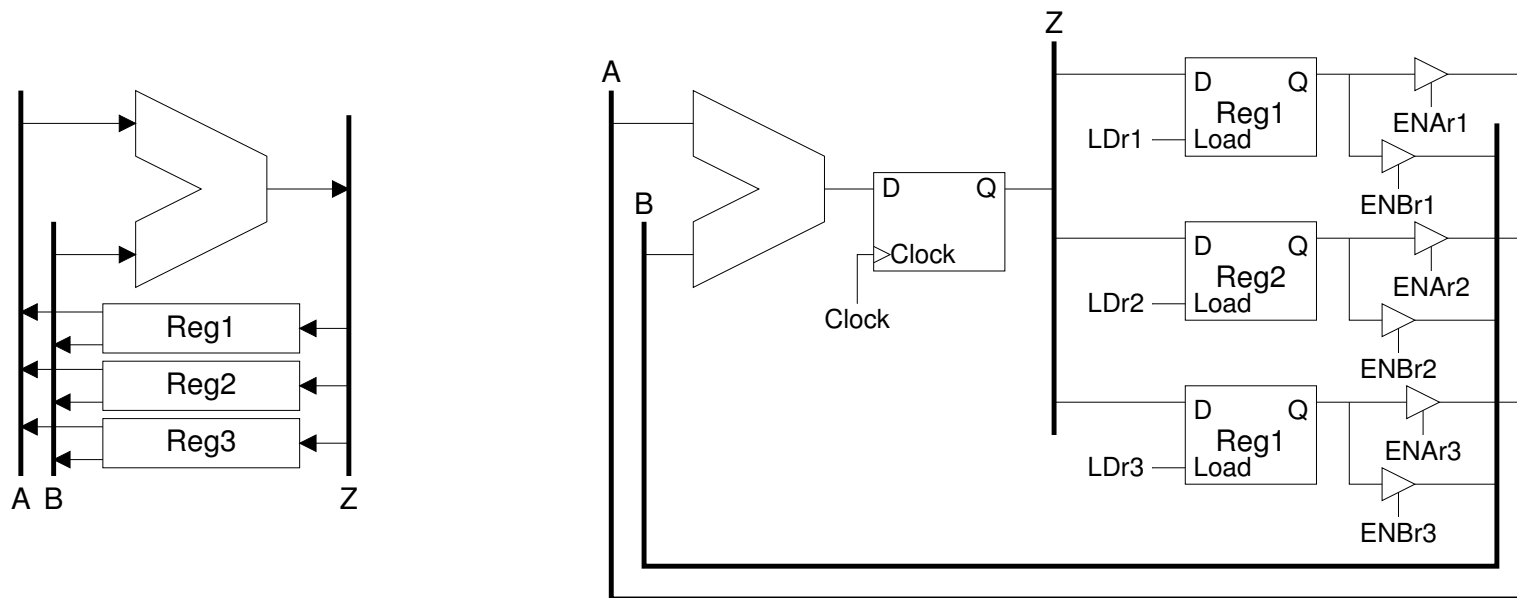 Reg1
Reg2
Reg3
A B Z
A
B
Clock
D Q
Clock
Z
D Q
Reg1
LDr1 Load
ENAr1
ENBr1
D Q
Reg2
LDr2 Load
ENAr2
ENBr2
D Q
Reg1
LDr3 Load
ENAr3
ENBr3